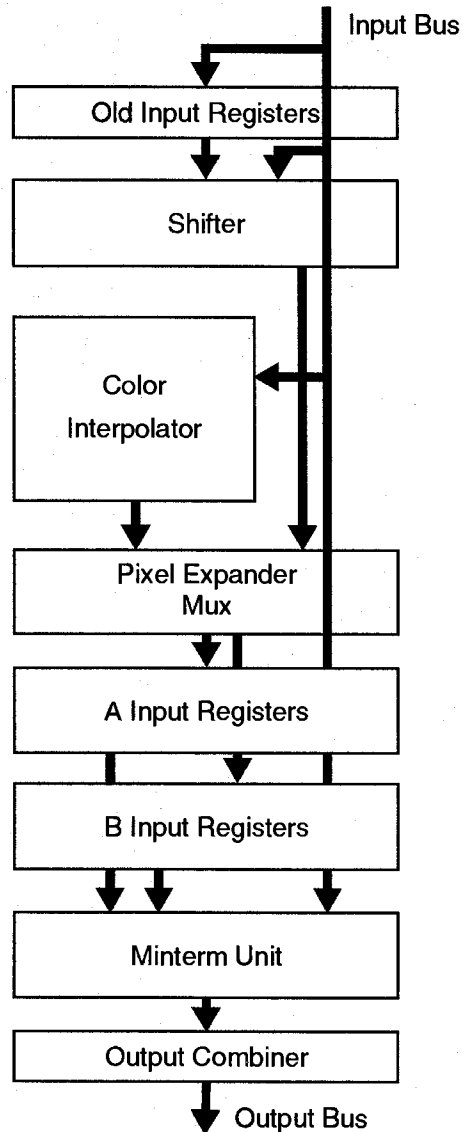 Input Bus
Old Input Registers
Shifter
Color
Interpolator
Pixel Expander
Mux
A Input Registers
B Input Registers
Minterm Unit
Output Combiner
Output Bus